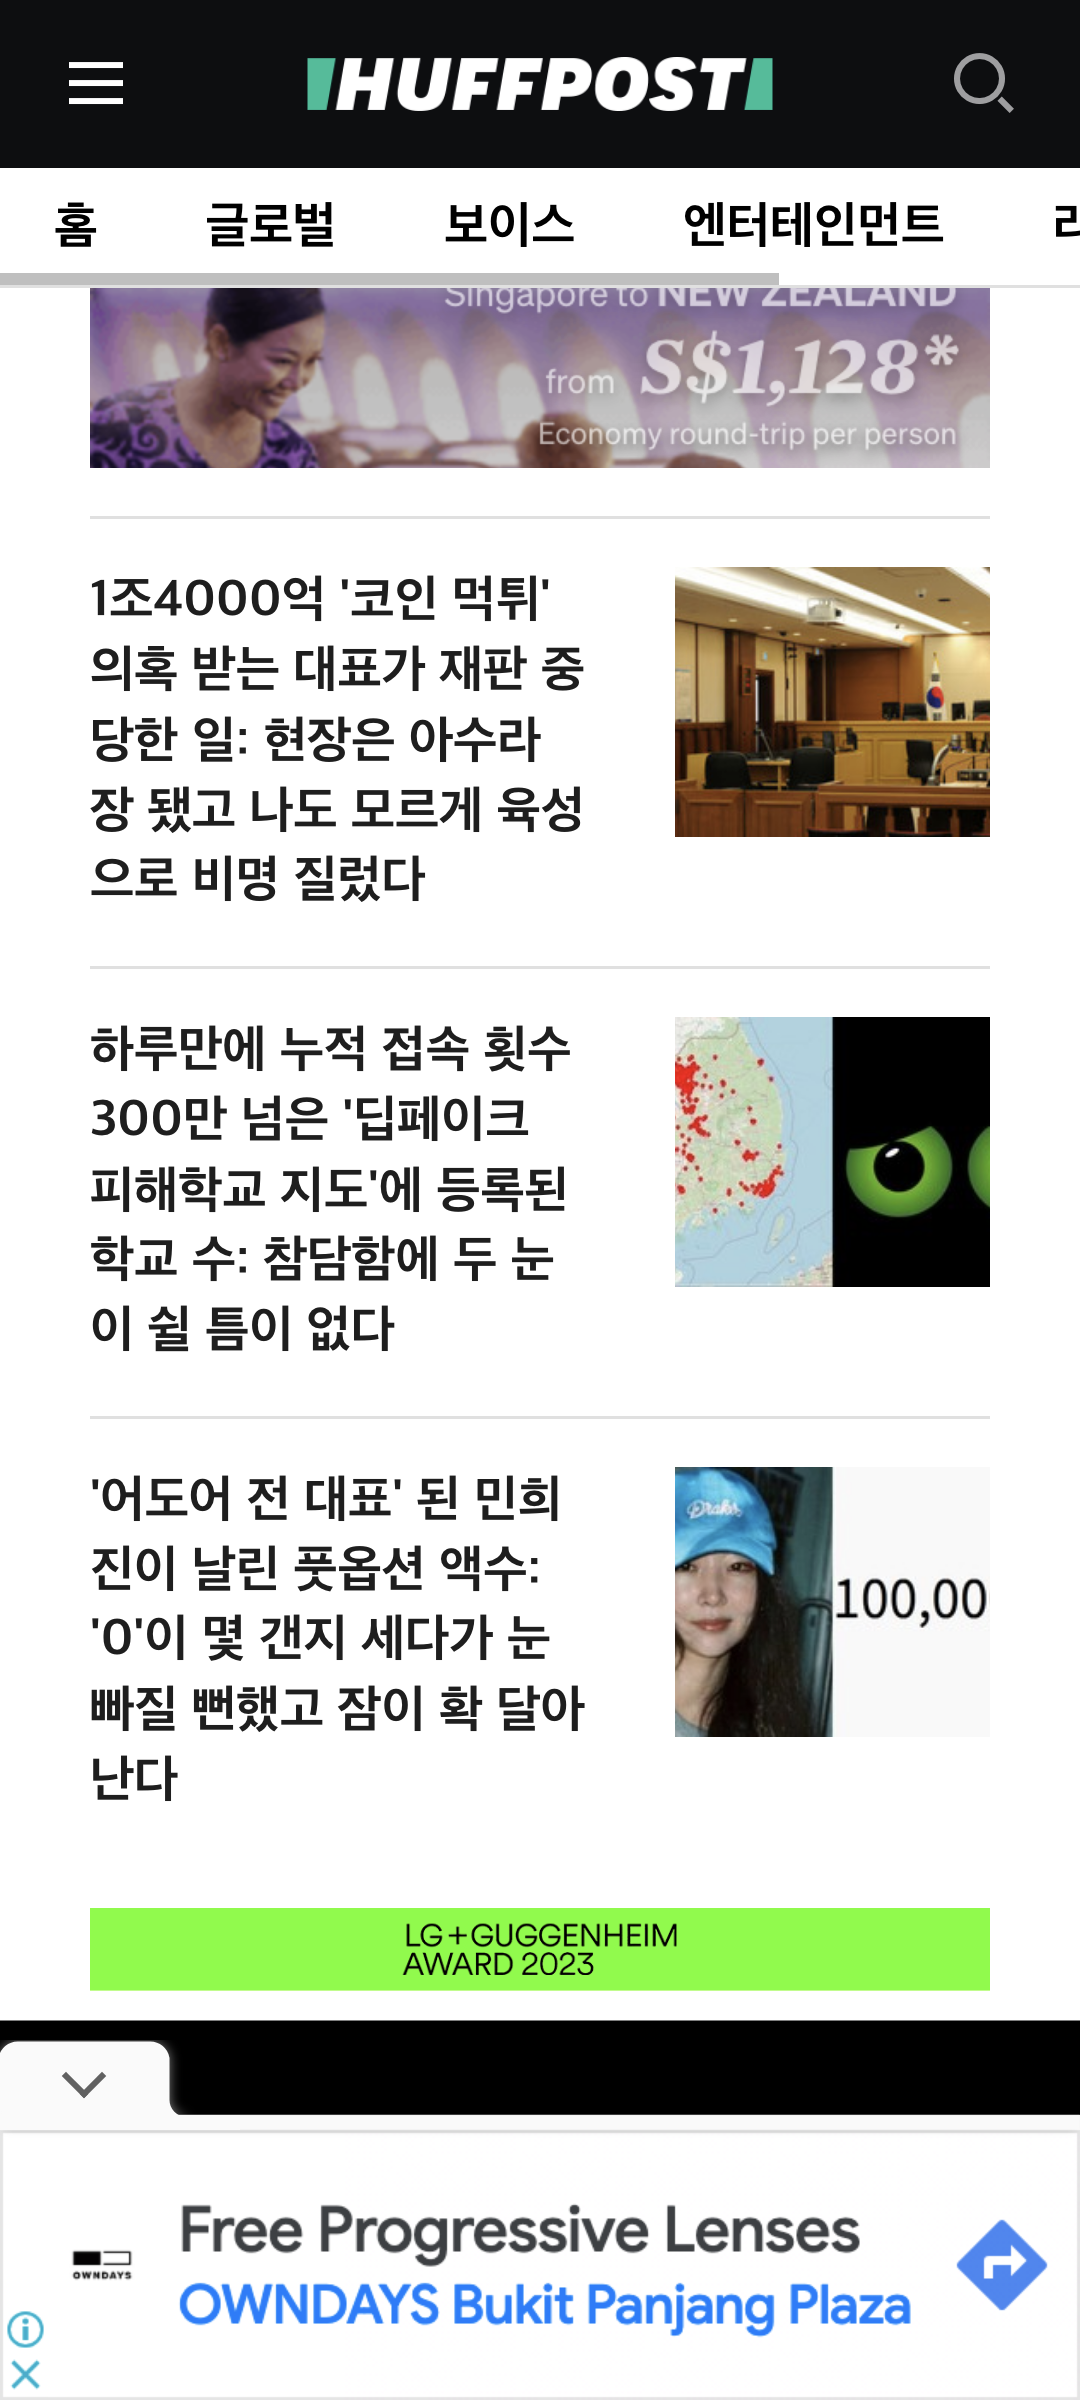 HUFFPOST
홈 글로벌 보이스 엔터테인먼트
Singapore to NEW ZEALAND
from S$1,128*
Economy round-trip per person
1조4000억 '코인 먹튀'
의혹 받는 대표가 재판 중
당한 일: 현장은 아수라
장 됐고 나도 모르게 육성
으로 비명 질렀다
하루만에 누적 접속 횟수
300만 넘은 '딥페이크
피해학교 지도'에 등록된
학교 수: 참담함에 두 눈
이 쉴 틈이 없다
'어도어 전 대표' 된 민희
진이 날린 풋옵션 액수:
'0'이 몇 갠지 세다가 눈
빠질 뻔했고 잠이 확 달아
난다
Drake
100,00
LG+GUGGENHEIM
AWARD 2023
Free Progressive Lenses
OWNDAYS
OWNDAYS Bukit Panjang Plaza